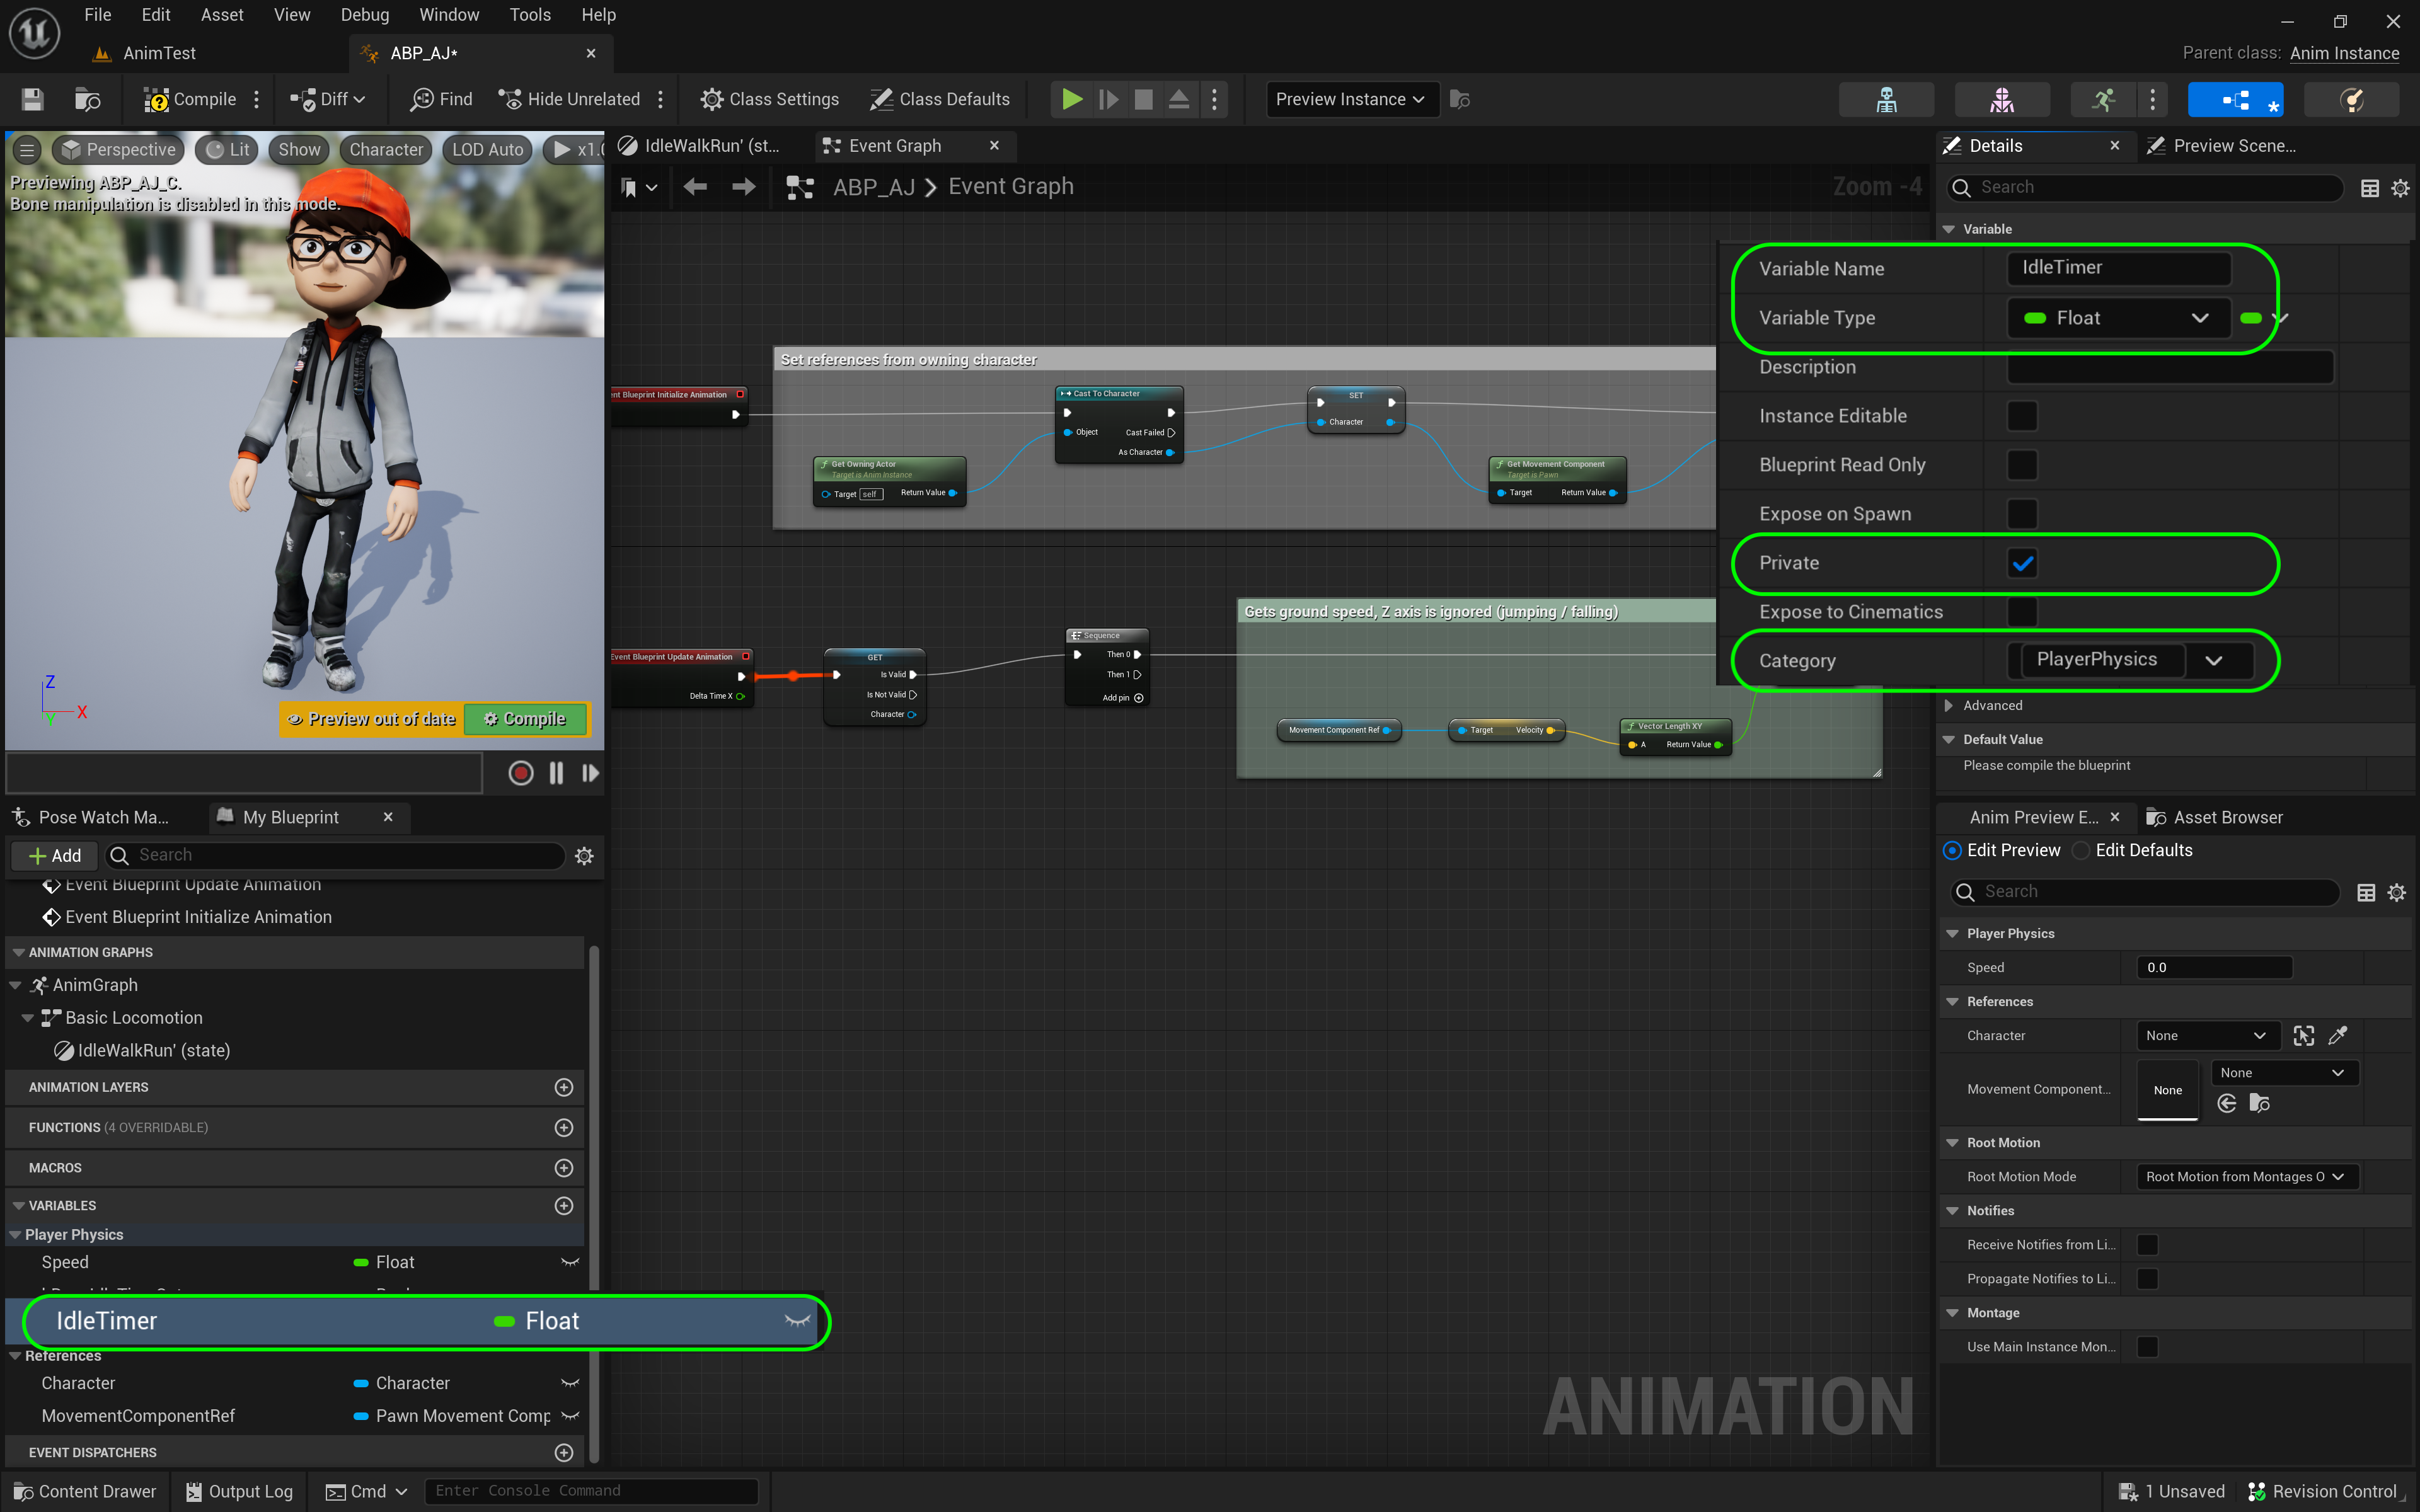 File Edit Asset View Debug Window Tools Help
AnimTest
ABP_AJ*
Parent class: Anim Instance
Compile
Diff
Find
Hide Unrelated
Class Settings
Class Defaults
Preview Instance
Perspective
Lit
Show
Character
LOD Auto
Previewing ABP_AJ_C.
Bone manipulation is disabled in this mode.
Z
X
Y
Preview out of date
Compile
IdleWalkRun' (st...
Event Graph
ABP_AJ > Event Graph
Zoom -4
Set references from owning character
Blueprint Initialize Animation
Cast To Character
Object
Cast Failed
As Character
SET
Character
Get Owning Actor
Target is Anim Instance
Target self
Return Value
Get Movement Component
Target is Pawn
Target
Return Value
Event Blueprint Update Animation
Delta Time X
GET
Is Valid
Is Not Valid
Character
Sequence
Then 0
Then 1
Add pin
Gets ground speed, Z axis is ignored (jumping / falling)
Movement Component Ref
Target
Velocity
Vector Length XY
A
Return Value
ANIMATION
Details
Preview Scene...
Search
Variable
Variable Name
IdleTimer
Variable Type
Float
Description
Instance Editable
Blueprint Read Only
Expose on Spawn
Private
Expose to Cinematics
Category
PlayerPhysics
Advanced
Default Value
Please compile the blueprint
Pose Watch Ma...
My Blueprint
Add
Search
Event Blueprint Update Animation
Event Blueprint Initialize Animation
ANIMATION GRAPHS
AnimGraph
Basic Locomotion
IdleWalkRun' (state)
ANIMATION LAYERS
FUNCTIONS (4 OVERRIDABLE)
MACROS
VARIABLES
Player Physics
Speed
Float
IdleTimer
Float
References
Character
Character
MovementComponentRef
Pawn Movement Comp
EVENT DISPATCHERS
Anim Preview E...
Asset Browser
Edit Preview
Edit Defaults
Search
Player Physics
Speed
0.0
References
Character
None
Movement Component...
None
None
Root Motion
Root Motion Mode
Root Motion from Montages O
Notifies
Receive Notifies from Li...
Propagate Notifies to Li...
Montage
Use Main Instance Mon...
Content Drawer
Output Log
Cmd
Enter Console Command
1 Unsaved
Revision Control